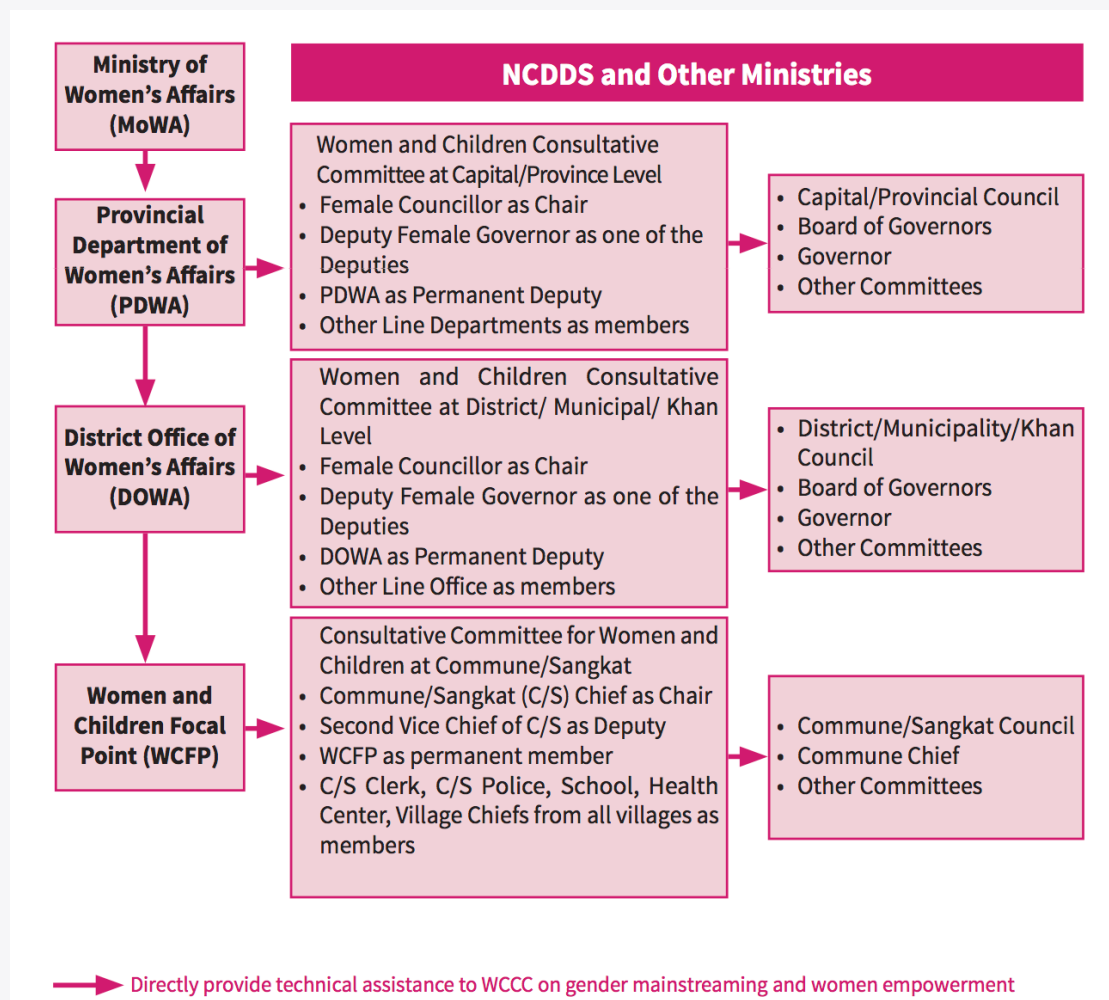 Ministry of
Women’s Affairs
(MoWA)
NCDDS and Other Ministries
Provincial
Department of
Women’s Affairs
(PDWA)
Women and Children Consultative
Committee at Capital/Province Level
• Female Councillor as Chair
• Deputy Female Governor as one of the
Deputies
• PDWA as Permanent Deputy
• Other Line Departments as members
• Capital/Provincial Council
• Board of Governors
• Governor
• Other Committees
District Office of
Women’s Affairs
(DOWA)
Women and Children Consultative
Committee at District/ Municipal/ Khan
Level
• Female Councillor as Chair
• Deputy Female Governor as one of the
Deputies
• DOWA as Permanent Deputy
• Other Line Office as members
• District/Municipality/Khan
Council
• Board of Governors
• Governor
• Other Committees
Women and
Children Focal
Point (WCFP)
Consultative Committee for Women and
Children at Commune/Sangkat
• Commune/Sangkat (C/S) Chief as Chair
• Second Vice Chief of C/S as Deputy
• WCFP as permanent member
• C/S Clerk, C/S Police, School, Health
Center, Village Chiefs from all villages as
members
• Commune/Sangkat Council
• Commune Chief
• Other Committees
Directly provide technical assistance to WCCC on gender mainstreaming and women empowerment